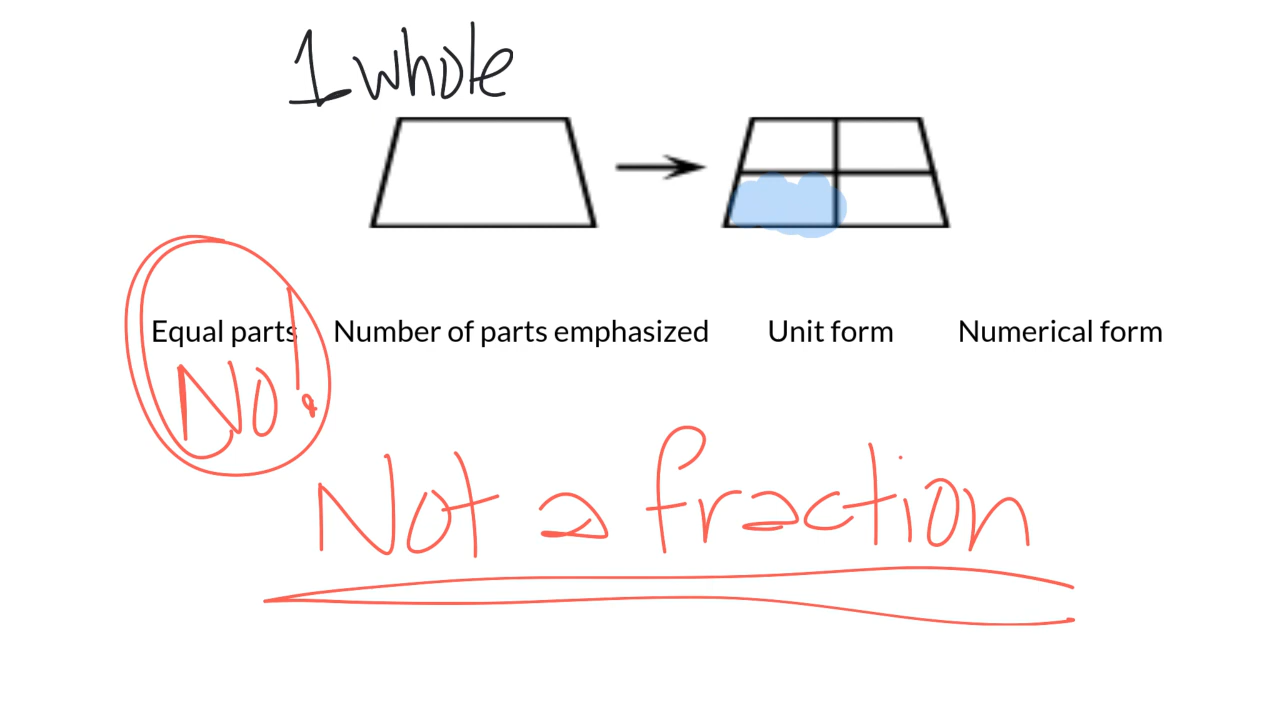 1 whole
Equal parts Number of parts emphasized Unit form Numerical form
NO!
Not a fraction